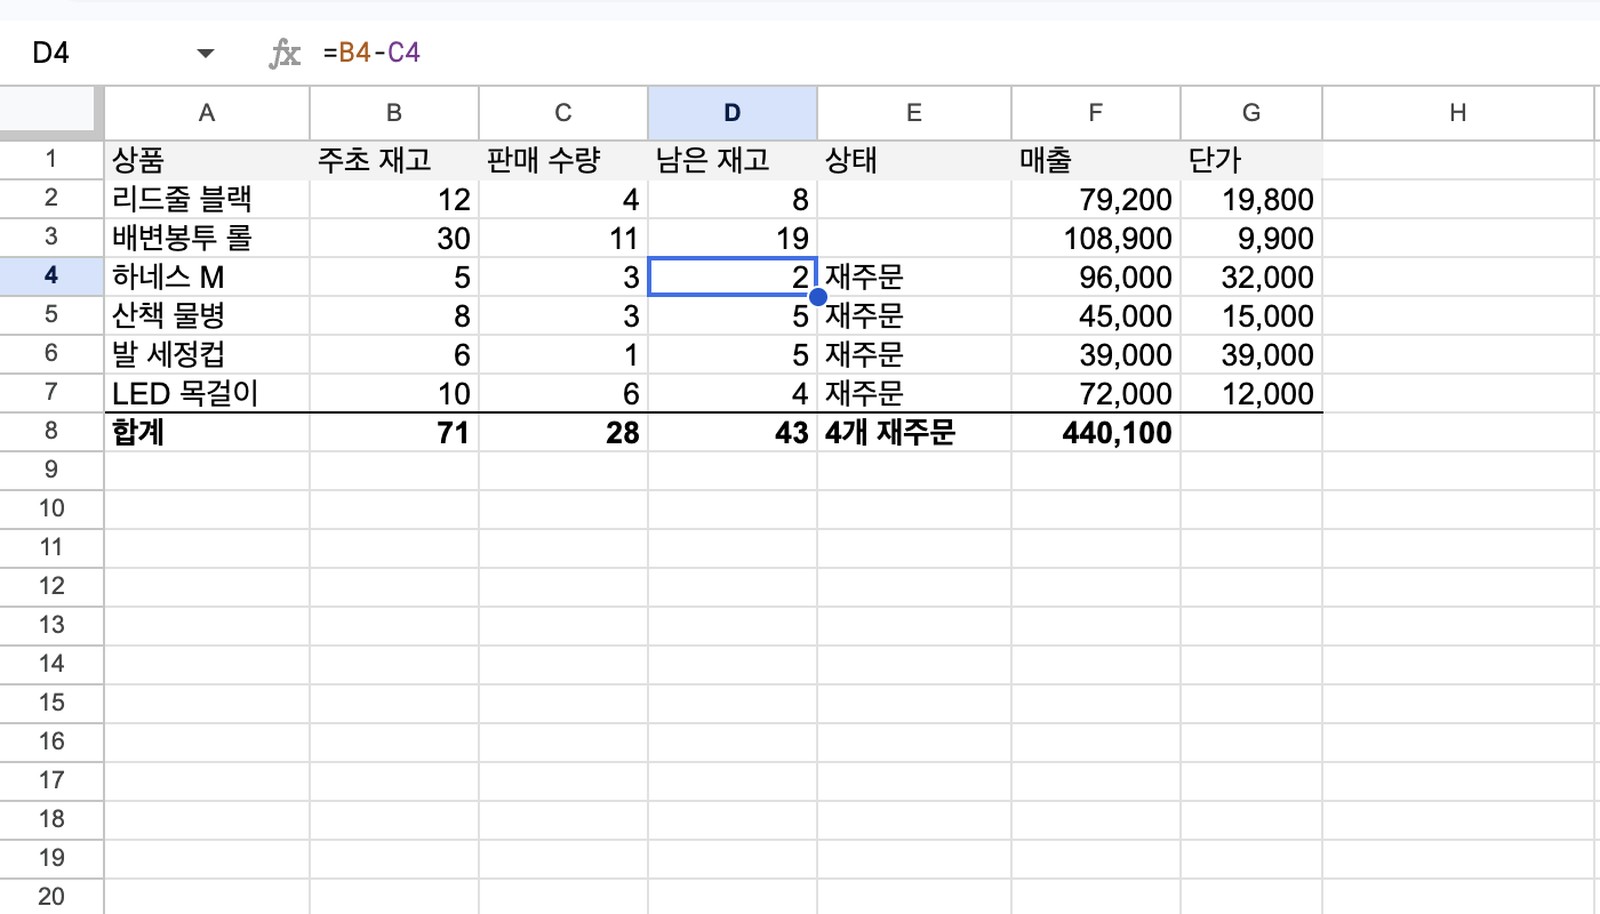 D4 fx =B4-C4
A B C D E F G H
1 상품 주초 재고 판매 수량 남은 재고 상태 매출 단가
2 리드줄 블랙 12 4 8 79,200 19,800
3 배변봉투 롤 30 11 19 108,900 9,900
4 하네스 M 5 3 2 재주문 96,000 32,000
5 산책 물병 8 3 5 재주문 45,000 15,000
6 발 세정컵 6 1 5 재주문 39,000 39,000
7 LED 목걸이 10 6 4 재주문 72,000 12,000
8 합계 71 28 43 4개 재주문 440,100
9
10
11
12
13
14
15
16
17
18
19
20